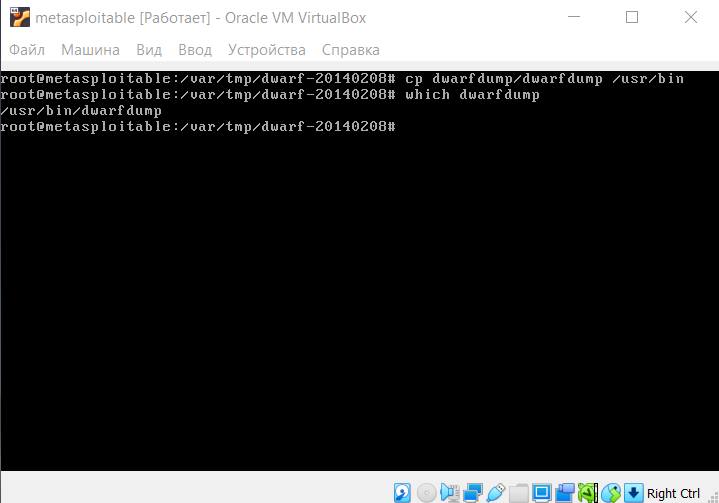 metasploitable [Работает] - Oracle VM VirtualBox
Файл Машина Вид Ввод Устройства Справка
root@metasploitable:/var/tmp/dwarf-20140208# cp dwarfdump/dwarfdump /usr/bin
root@metasploitable:/var/tmp/dwarf-20140208# which dwarfdump
/usr/bin/dwarfdump
root@metasploitable:/var/tmp/dwarf-20140208#
Right Ctrl